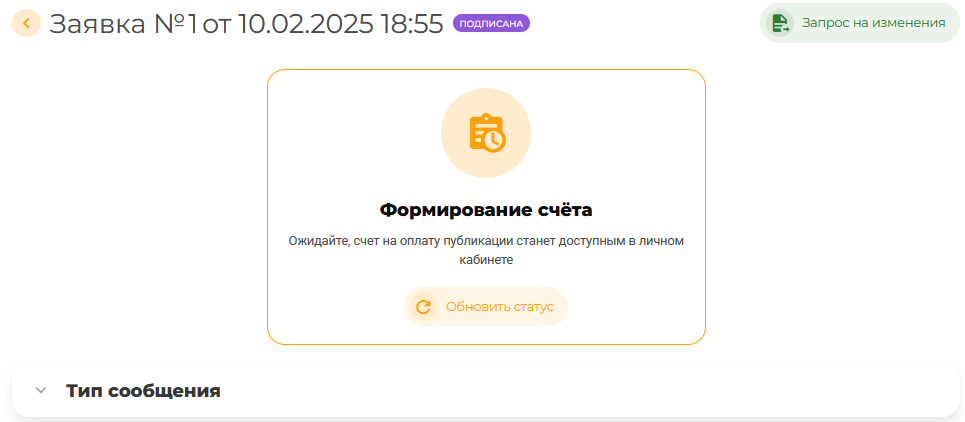 Заявка №1 от 10.02.2025 18:55 ПОДПИСАНА
Запрос на изменения
Формирование счёта
Ожидайте, счет на оплату публикации станет доступным в личном
кабинете
Обновить статус
Тип сообщения